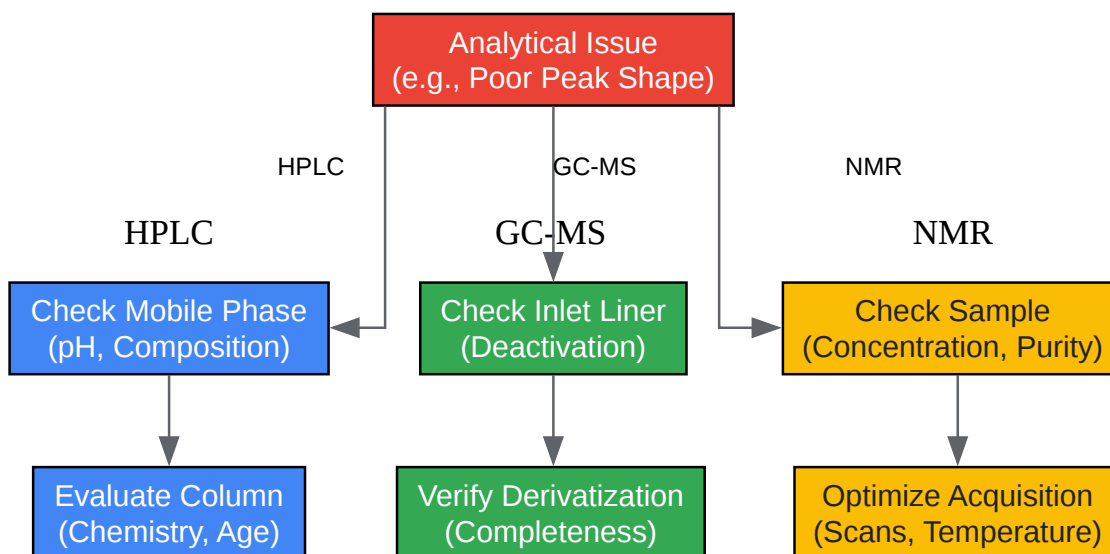 Analytical Issue
(e.g., Poor Peak Shape)
HPLC
GC-MS
NMR
HPLC
GC-MS
NMR
Check Mobile Phase
(pH, Composition)
Check Inlet Liner
(Deactivation)
Check Sample
(Concentration, Purity)
Evaluate Column
(Chemistry, Age)
Verify Derivatization
(Completeness)
Optimize Acquisition
(Scans, Temperature)